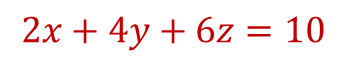 2x + 4y + 6z = 10